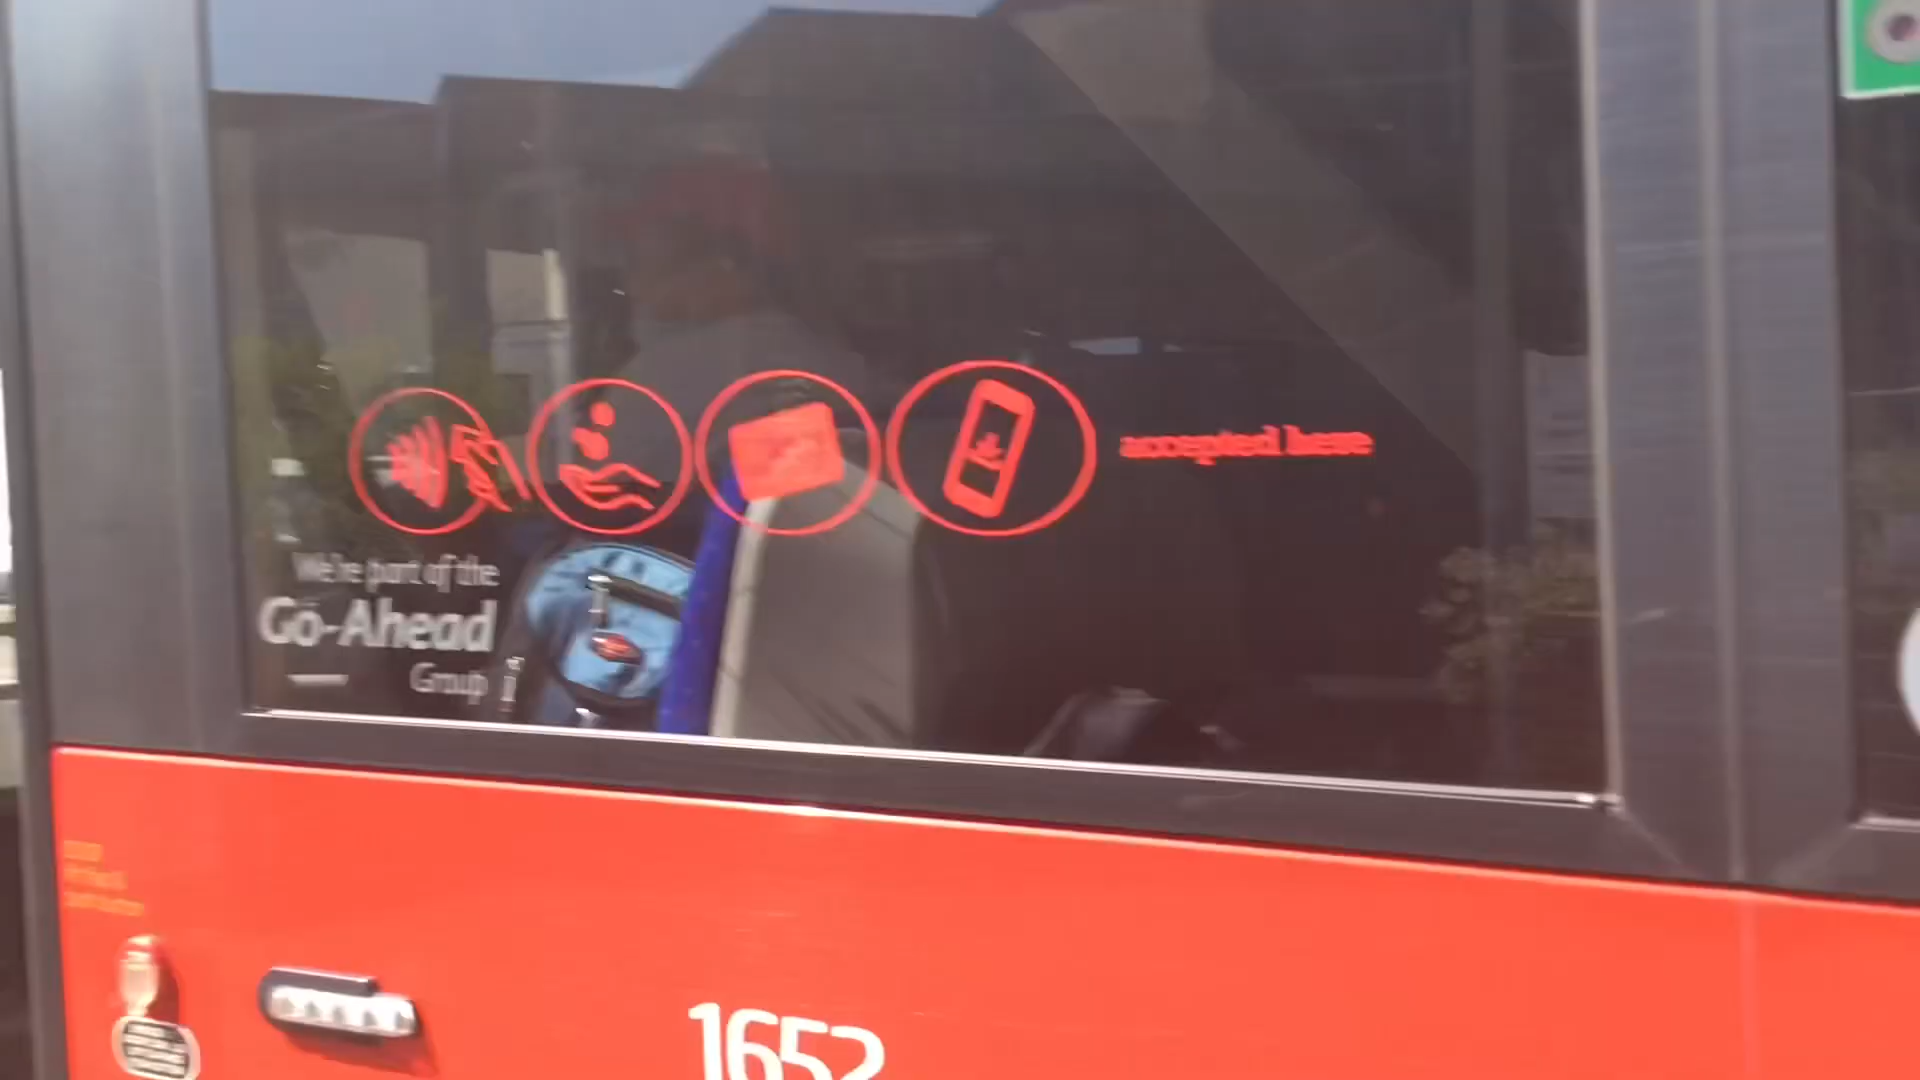 accepted here
We're part of the
Go-Ahead
Group
1652